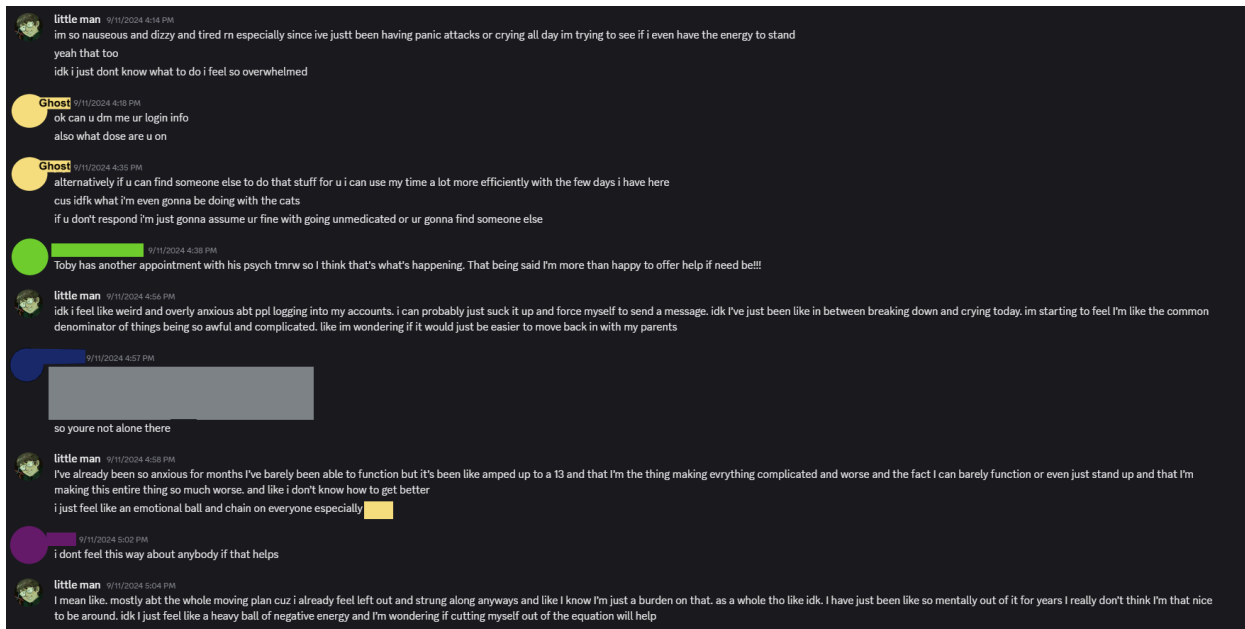 little man 9/11/2024 4:14 PM
im so nauseous and dizzy and tired rn especially since ive justt been having panic attacks or crying all day im trying to see if i even have the energy to stand
yeah that too
idk i just dont know what to do i feel so overwhelmed
Ghost 9/11/2024 4:18 PM
ok can u dm me ur login info
also what dose are u on
Ghost 9/11/2024 4:35 PM
alternatively if u can find someone else to do that stuff for u i can use my time a lot more efficiently with the few days i have here
cus idfk what i'm even gonna be doing with the cats
if u don't respond i'm just gonna assume ur fine with going unmedicated or ur gonna find someone else
9/11/2024 4:38 PM
Toby has another appointment with his psych tmrw so I think that's what's happening. That being said I'm more than happy to offer help if need be!!!
little man 9/11/2024 4:56 PM
idk i feel like weird and overly anxious abt ppl logging into my accounts. i can probably just suck it up and force myself to send a message. idk I've just been like in between breaking down and crying today. im starting to feel I'm like the common
denominator of things being so awful and complicated. like im wondering if it would just be easier to move back in with my parents
9/11/2024 4:57 PM
so youre not alone there
little man 9/11/2024 4:58 PM
I've already been so anxious for months I've barely been able to function but it's been like amped up to a 13 and that I'm the thing making evrything complicated and worse and the fact I can barely function or even just stand up and that I'm
making this entire thing so much worse. and like i don't know how to get better
i just feel like an emotional ball and chain on everyone especially
9/11/2024 5:02 PM
i dont feel this way about anybody if that helps
little man 9/11/2024 5:04 PM
I mean like. mostly abt the whole moving plan cuz i already feel left out and strung along anyways and like I know I'm just a burden on that. as a whole tho like idk. I have just been like so mentally out of it for years I really don't think I'm that nice
to be around. idk I just feel like a heavy ball of negative energy and I'm wondering if cutting myself out of the equation will help